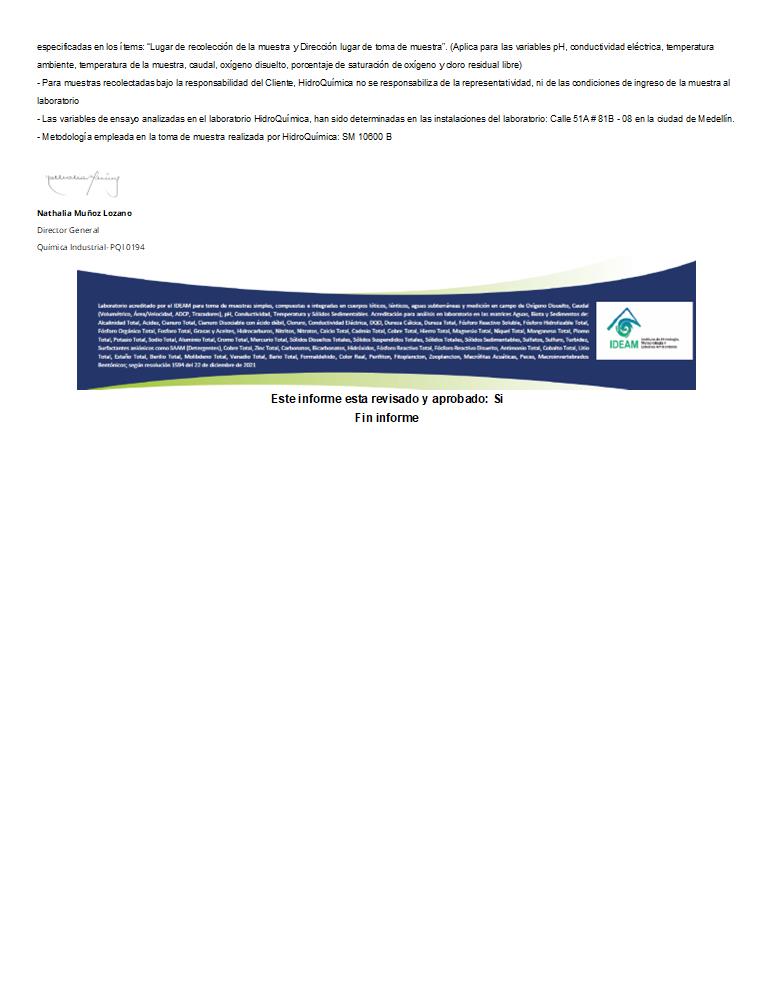 especificadas en los ítems: "Lugar de recolección de la muestra y Dirección lugar de toma de muestra". (Aplica para las variables pH, conductividad eléctrica, temperatura
ambiente, temperatura de la muestra, caudal, oxígeno disuelto, porcentaje de saturación de oxígeno y cloro residual libre)
- Para muestras recolectadas bajo la responsabilidad del Cliente, HidroQuímica no se responsabiliza de la representatividad, ni de las condiciones de ingreso de la muestra al
laboratorio
- Las variables de ensayo analizadas en el laboratorio HidroQuímica, han sido determinadas en las instalaciones del laboratorio: Calle 51A # 81B - 08 en la ciudad de Medellín.
- Metodología empleada en la toma de muestra realizada por HidroQuímica: SM 10600 B
Nathalia Muñoz Lozano
Director General
Química Industrial- PQI 0194
Laboratorio acreditado por el IDEAM para toma de muestras simples, compuestas e integradas en cuerpos lóticos, lénticos, aguas subterráneas y medición en campo de Oxígeno Disuelto, Caudal
(Volumétrico, Área/Velocidad, ADCP, Trazadores), pH, Conductividad, Temperatura y Sólidos Sedimentables. Acreditación para análisis en laboratorio en las matrices Aguas, Biota y Sedimentos de:
Alcalinidad Total, Acidez, Cianuro Total, Cianuro Disociable con ácido débil, Cloruro, Conductividad Eléctrica, DQO, Dureza Cálcica, Dureza Total, Fósforo Reactivo Soluble, Fósforo Hidrolizable Total,
Fósforo Orgánico Total, Fosforo Total, Grasas y Aceites, Hidrocarburos, Nitritos, Nitratos, Calcio Total, Cadmio Total, Cobre Total, Hierro Total, Magnesio Total, Níquel Total, Manganeso Total, Plomo
Total, Potasio Total, Sodio Total, Aluminio Total, Cromo Total, Mercurio Total, Sólidos Disueltos Totales, Sólidos Suspendidos Totales, Sólidos Totales, Sólidos Sedimentables, Sulfatos, Sulfuro, Turbidez,
Surfactantes aniónicos como SAAM (Detergentes), Cobre Total, Zinc Total, Carbonatos, Bicarbonatos, Hidróxidos, Fósforo Reactivo Total, Fósforo Reactivo Disuelto, Antimonio Total, Cobalto Total, Litio
Total, Estaño Total, Berilio Total, Molibdeno Total, Vanadio Total, Bario Total, Formaldehído, Color Real, Perifiton, Fitoplancton, Zooplancton, Macrófitas Acuáticas, Peces, Macroinvertebrados
Bentónicos; según resolución 1594 del 22 de diciembre de 2021
IDEAM
Este informe esta revisado y aprobado: Si
Fin informe